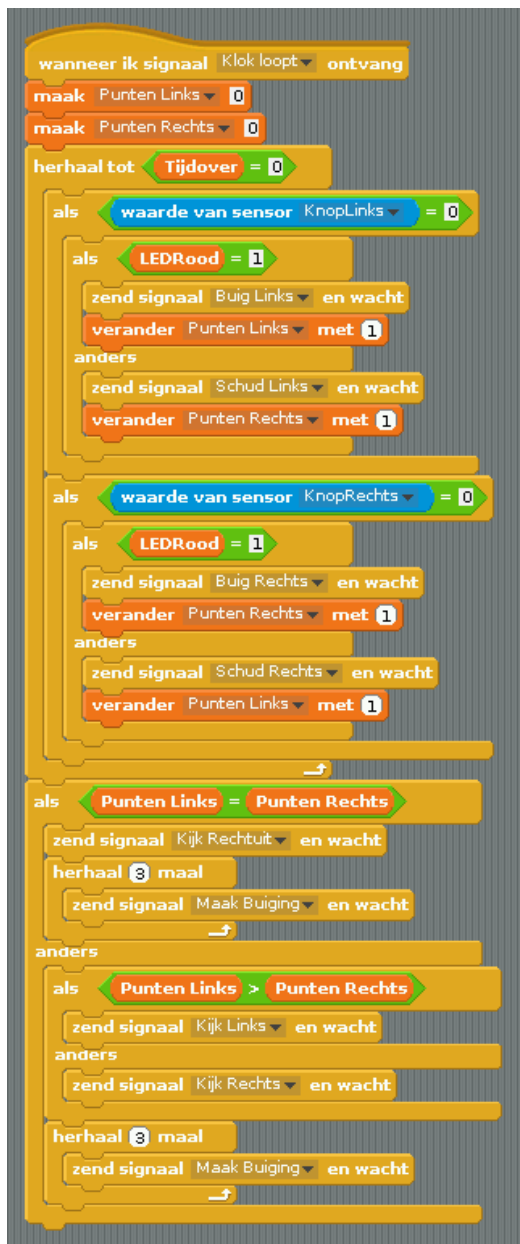 wanneer ik signaal Klok loopt ontvang
maak Punten Links 0
maak Punten Rechts 0
herhaal tot Tijdover = 0
als waarde van sensor KnopLinks = 0
als LEDRood = 1
zend signaal Buig Links en wacht
verander Punten Links met 1
anders
zend signaal Schud Links en wacht
verander Punten Rechts met 1
als waarde van sensor KnopRechts = 0
als LEDRood = 1
zend signaal Buig Rechts en wacht
verander Punten Rechts met 1
anders
zend signaal Schud Rechts en wacht
verander Punten Links met 1
als Punten Links = Punten Rechts
zend signaal Kijk Rechtuit en wacht
herhaal 3 maal
zend signaal Maak Buiging en wacht
anders
als Punten Links > Punten Rechts
zend signaal Kijk Links en wacht
anders
zend signaal Kijk Rechts en wacht
herhaal 3 maal
zend signaal Maak Buiging en wacht